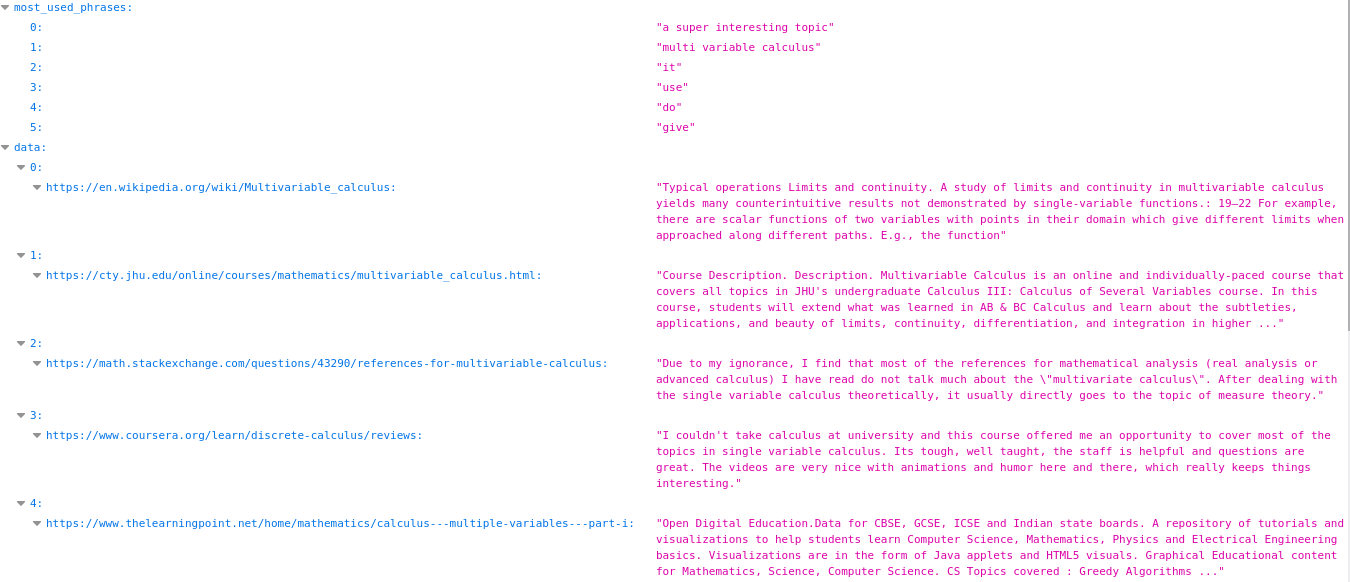 most_used_phrases:
0: "a super interesting topic"
1: "multi variable calculus"
2: "it"
3: "use"
4: "do"
5: "give"
data:
0:
https://en.wikipedia.org/wiki/Multivariable_calculus: "Typical operations Limits and continuity. A study of limits and continuity in multivariable calculus
yields many counterintuitive results not demonstrated by single-variable functions.: 19–22 For example,
there are scalar functions of two variables with points in their domain which give different limits when
approached along different paths. E.g., the function"
1:
https://cty.jhu.edu/online/courses/mathematics/multivariable_calculus.html: "Course Description. Description. Multivariable Calculus is an online and individually-paced course that
covers all topics in JHU's undergraduate Calculus III: Calculus of Several Variables course. In this
course, students will extend what was learned in AB & BC Calculus and learn about the subtleties,
applications, and beauty of limits, continuity, differentiation, and integration in higher ..."
2:
https://math.stackexchange.com/questions/43290/references-for-multivariable-calculus: "Due to my ignorance, I find that most of the references for mathematical analysis (real analysis or
advanced calculus) I have read do not talk much about the \"multivariate calculus\". After dealing with
the single variable calculus theoretically, it usually directly goes to the topic of measure theory."
3:
https://www.coursera.org/learn/discrete-calculus/reviews: "I couldn't take calculus at university and this course offered me an opportunity to cover most of the
topics in single variable calculus. Its tough, well taught, the staff is helpful and questions are
great. The videos are very nice with animations and humor here and there, which really keeps things
interesting."
4:
https://www.thelearningpoint.net/home/mathematics/calculus---multiple-variables---part-i: "Open Digital Education.Data for CBSE, GCSE, ICSE and Indian state boards. A repository of tutorials and
visualizations to help students learn Computer Science, Mathematics, Physics and Electrical Engineering
basics. Visualizations are in the form of Java applets and HTML5 visuals. Graphical Educational content
for Mathematics, Science, Computer Science. CS Topics covered : Greedy Algorithms ..."